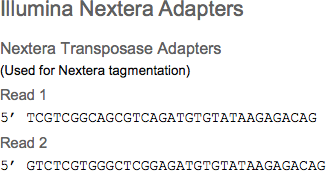 Illumina Nextera Adapters
Nextera Transposase Adapters
(Used for Nextera tagmentation)
Read 1
5’ TCGTCGGCAGCGTCAGATGTGTATAAGAGACAG
Read 2
5’ GTCTCGTGGGCTCGGAGATGTGTATAAGAGACAG